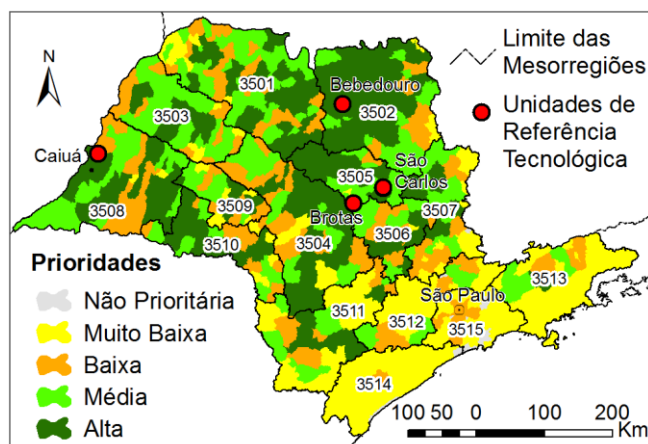 N
Limite das
Mesorregiões
Unidades de
Referência
Tecnológica
3501
Bebedouro
3502
3503
Caiuá
3505
São
Carlos
3508
3509
Brotas
3507
3510
3504
3506
Prioridades
Não Prioritária
Muito Baixa
Baixa
Média
Alta
3511
3512
São Paulo
3515
3513
3514
100 50 0 100 200
Km